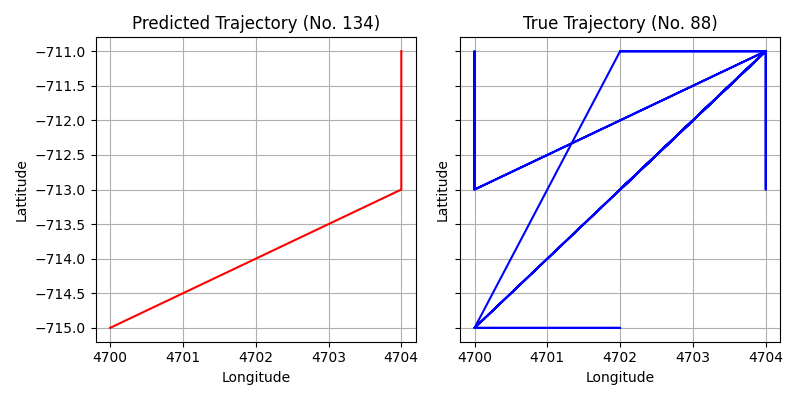 Predicted Trajectory (No. 134)
True Trajectory (No. 88)
Lattitude
−711.0
−711.5
−712.0
−712.5
−713.0
−713.5
−714.0
−714.5
−715.0
4700 4701 4702 4703 4704
Longitude
Lattitude
4700 4701 4702 4703 4704
Longitude